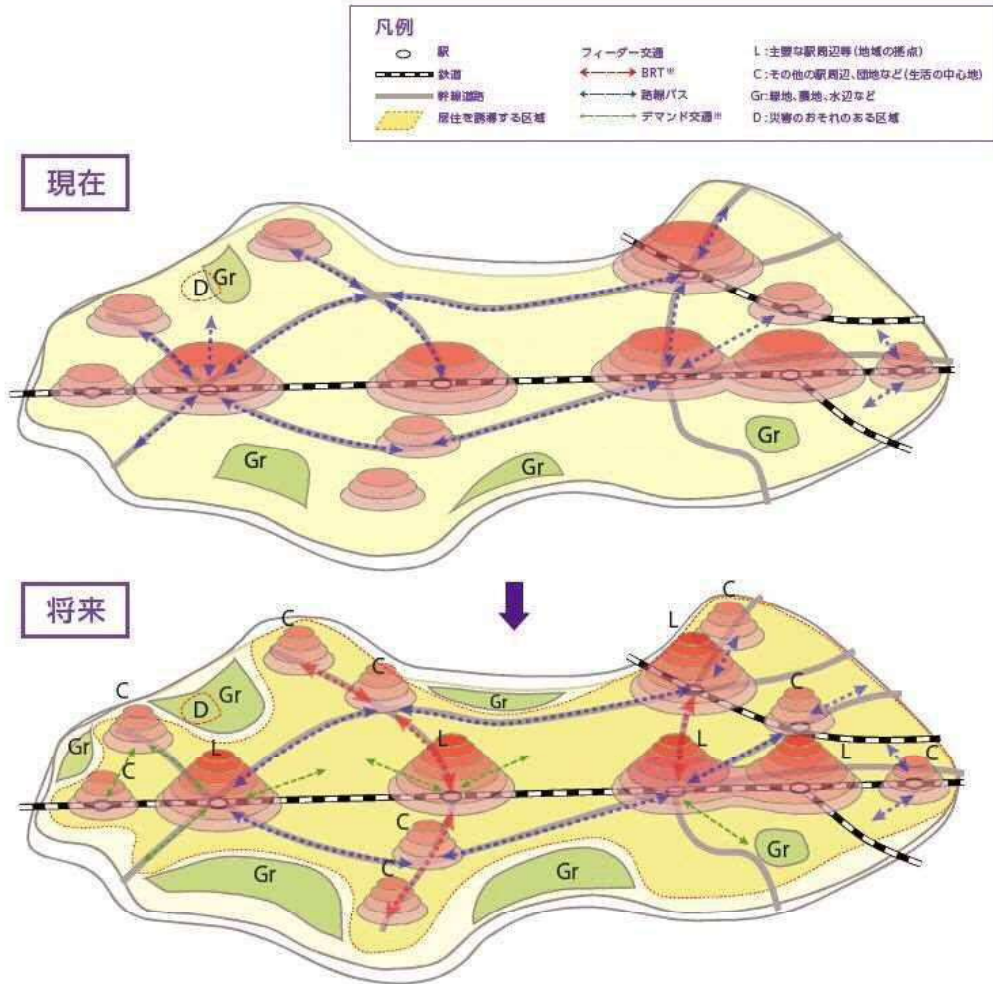 凡例
駅
鉄道
幹線道路
居住を誘導する区域
フィーダー交通
BRT※
路線バス
デマンド交通※
L:主要な駅周辺等(地域の拠点)
C:その他の駅周辺、団地など(生活の中心地)
Gr:緑地、農地、水辺など
D:災害のおそれのある区域
現在
D
Gr
Gr
Gr
Gr
将来
C
L
C
C
C
Gr
D
Gr
C
Gr
C
L
L
L
L
C
C
C
Gr
Gr
Gr